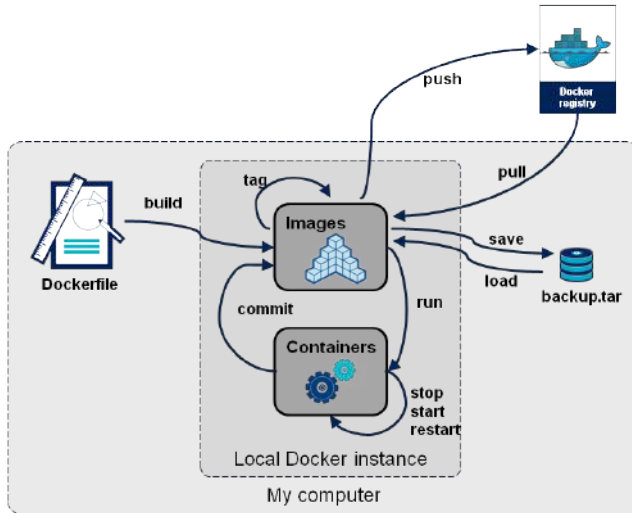 push
Docker
registry
pull
tag
build
Images
save
Dockerfile
load
backup.tar
commit
run
Containers
stop
start
restart
Local Docker instance
My computer